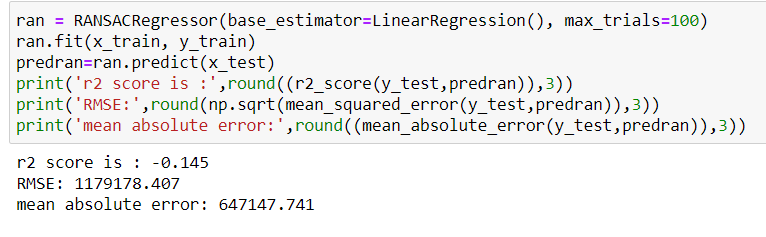 ran = RANSACRegressor(base_estimator=LinearRegression(), max_trials=100)
ran.fit(x_train, y_train)
predran=ran.predict(x_test)
print('r2 score is :',round((r2_score(y_test,predran)),3))
print('RMSE:',round(np.sqrt(mean_squared_error(y_test,predran)),3))
print('mean absolute error:',round((mean_absolute_error(y_test,predran)),3))
r2 score is : -0.145
RMSE: 1179178.407
mean absolute error: 647147.741